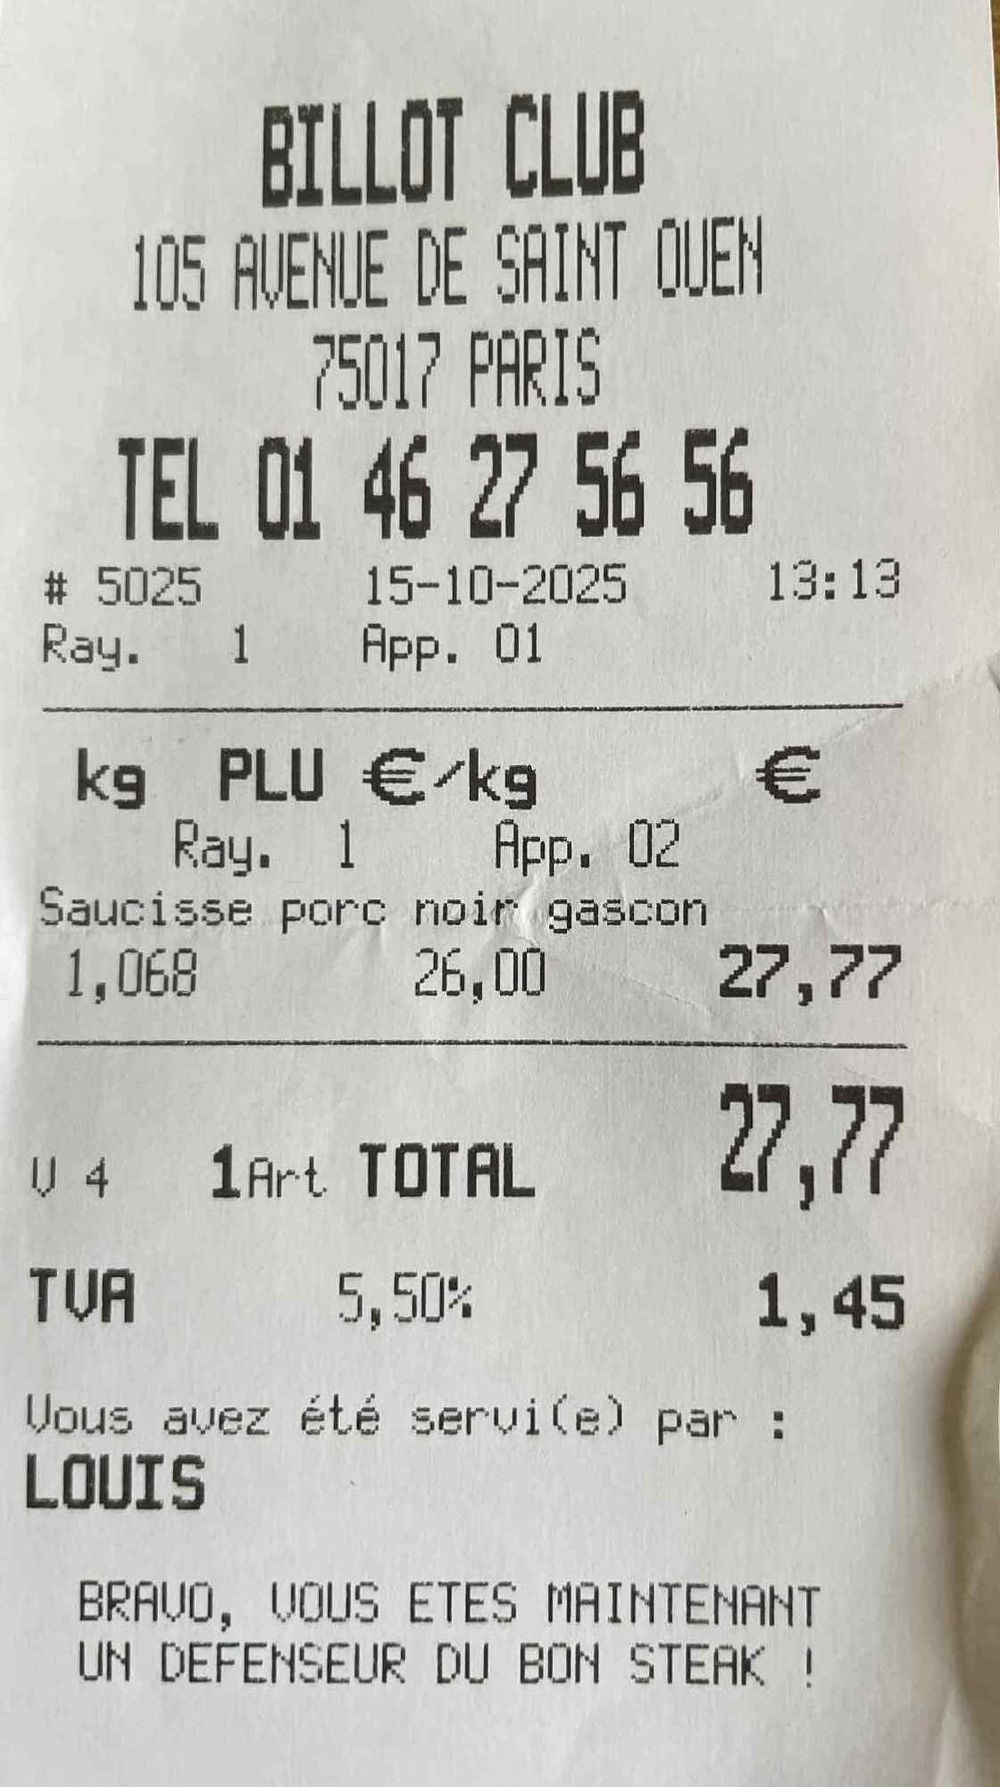 BILLOT CLUB
105 AVENUE DE SAINT OUEN
75017 PARIS
TEL 01 46 27 56 56
# 5025 15-10-2025 13:13
Ray. 1 App. 01
kg PLU €/kg €
Ray. 1 App. 02
Saucisse porc noir gascon
1,068 26,00 27,77
V 4 1Art TOTAL 27,77
TVA 5,50% 1,45
Vous avez été servi(e) par :
LOUIS
BRAVO, VOUS ETES MAINTENANT
UN DEFENSEUR DU BON STEAK !